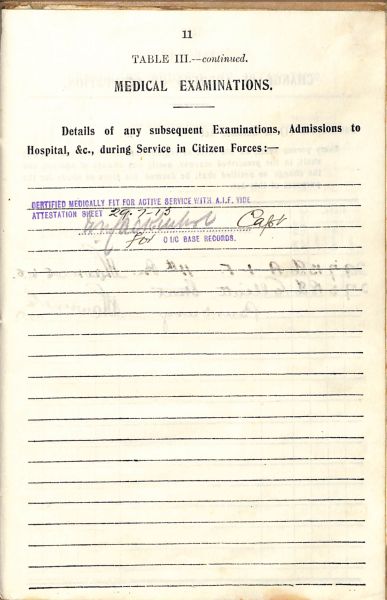 11
TABLE III.—continued.
MEDICAL EXAMINATIONS.
Details of any subsequent Examinations, Admissions to
Hospital, &c., during Service in Citizen Forces:—
CERTIFIED MEDICALLY FIT FOR ACTIVE SERVICE WITH A.I.F. VIDE
ATTESTATION SHEET 29.7-15
Capt
for O I/C BASE RECORDS.